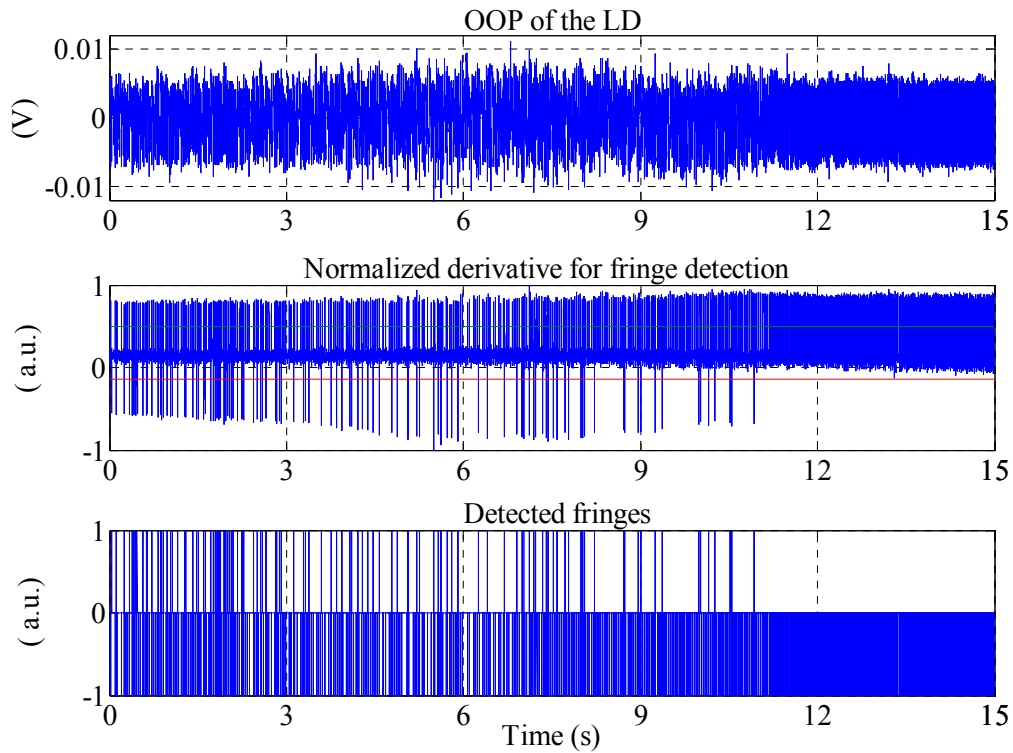 OOP of the LD
0.01
0
-0.01
(V)
0 3 6 9 12 15
Normalized derivative for fringe detection
1
0
-1
( a.u.)
0 3 6 9 12 15
Detected fringes
1
0
-1
( a.u.)
0 3 6 9 12 15
Time (s)